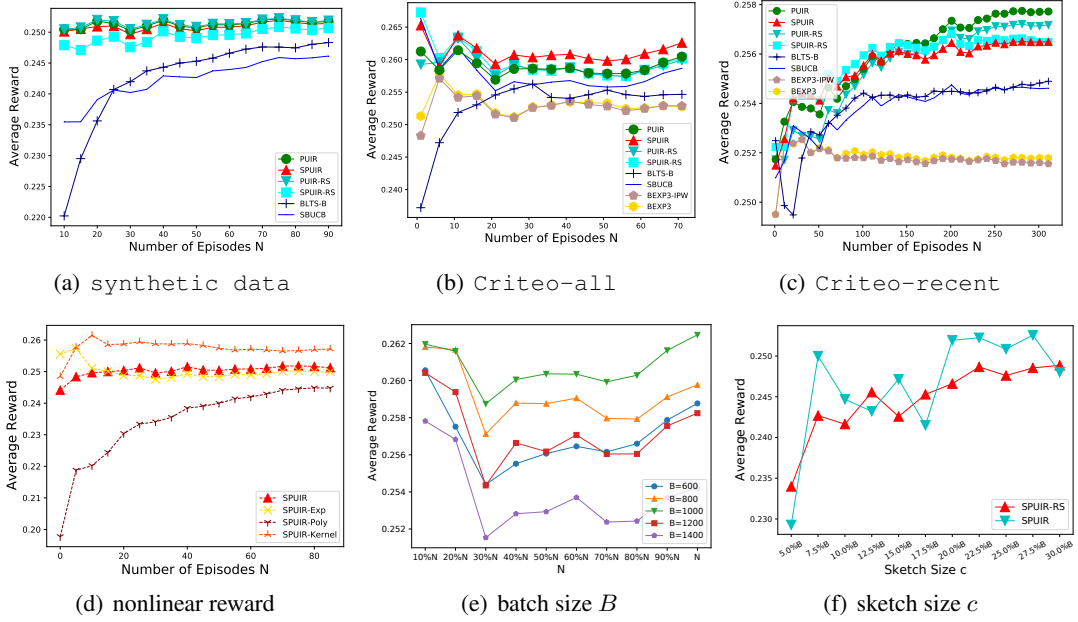 Average Reward
0.250
0.245
0.240
0.235
0.230
0.225
0.220
10 20 30 40 50 60 70 80 90
Number of Episodes N
PUIR
SPUIR
PUIR-RS
SPUIR-RS
BLTS-B
SBUCB
(a) synthetic data
Average Reward
0.265
0.260
0.255
0.250
0.245
0.240
0 10 20 30 40 50 60 70
Number of Episodes N
PUIR
SPUIR
PUIR-RS
SPUIR-RS
BLTS-B
SBUCB
BEXP3-IPW
BEXP3
(b) Criteo-all
Average Reward
0.258
0.256
0.254
0.252
0.250
0 50 100 150 200 250 300
Number of Episodes N
PUIR
SPUIR
PUIR-RS
SPUIR-RS
BLTS-B
SBUCB
BEXP3-IPW
BEXP3
(c) Criteo-recent
Average Reward
0.26
0.25
0.24
0.23
0.22
0.21
0.20
0 20 40 60 80
Number of Episodes N
SPUIR
SPUIR-Exp
SPUIR-Poly
SPUIR-Kernel
(d) nonlinear reward
Average Reward
0.262
0.260
0.258
0.256
0.254
0.252
10%N 20%N 30%N 40%N 50%N 60%N 70%N 80%N 90%N N
N
B=600
B=800
B=1000
B=1200
B=1400
(e) batch size B
Average Reward
0.250
0.245
0.240
0.235
0.230
5.0%B 7.5%B 10.0%B 12.5%B 15.0%B 17.5%B 20.0%B 22.5%B 25.0%B 27.5%B 30.0%B
Sketch Size c
SPUIR-RS
SPUIR
(f) sketch size c